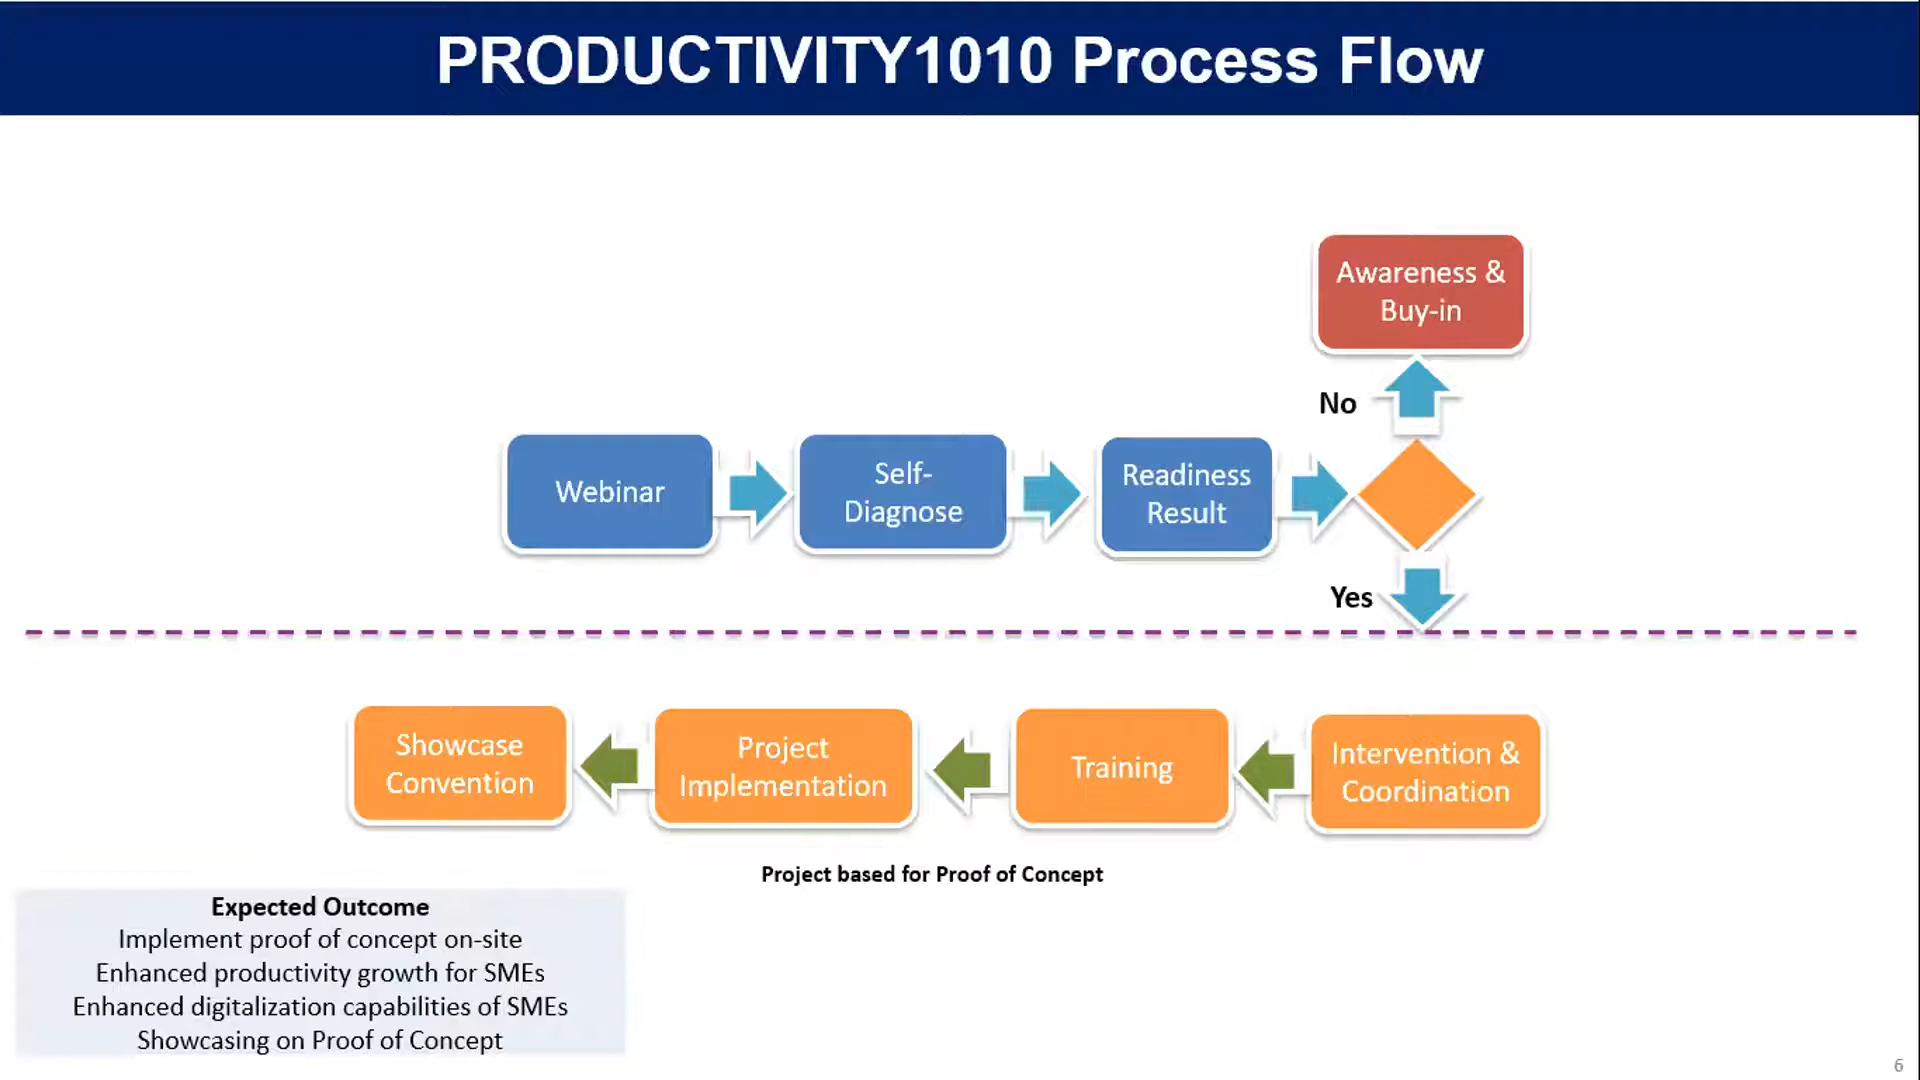 PRODUCTIVITY1010 Process Flow
Awareness &
Buy-in
No
Webinar
Self-
Diagnose
Readiness
Result
Yes
Showcase
Convention
Project
Implementation
Training
Intervention &
Coordination
Project based for Proof of Concept
Expected Outcome
Implement proof of concept on-site
Enhanced productivity growth for SMEs
Enhanced digitalization capabilities of SMEs
Showcasing on Proof of Concept
6